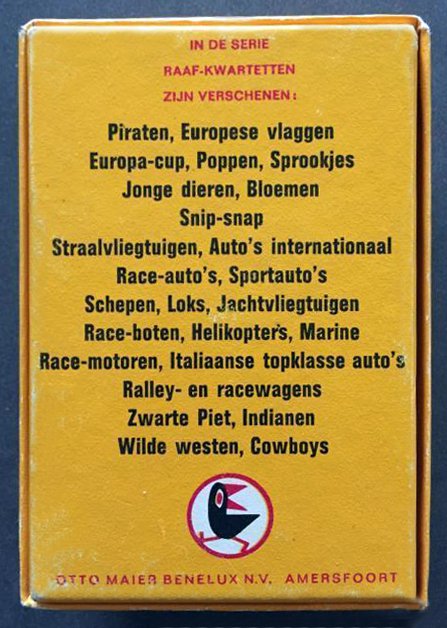 IN DE SERIE
RAAF-KWARTETTEN
ZIJN VERSCHENEN:
Piraten, Europese vlaggen
Europa-cup, Poppen, Sprookjes
Jonge dieren, Bloemen
Snip-snap
Straalvliegtuigen, Auto's internationaal
Race-auto's, Sportauto's
Schepen, Loks, Jachtvliegtuigen
Race-boten, Helikopters, Marine
Race-motoren, Italiaanse topklasse auto's
Ralley- en racewagens
Zwarte Piet, Indianen
Wilde westen, Cowboys
OTTO MAIER BENELUX N.V. AMERSFOORT